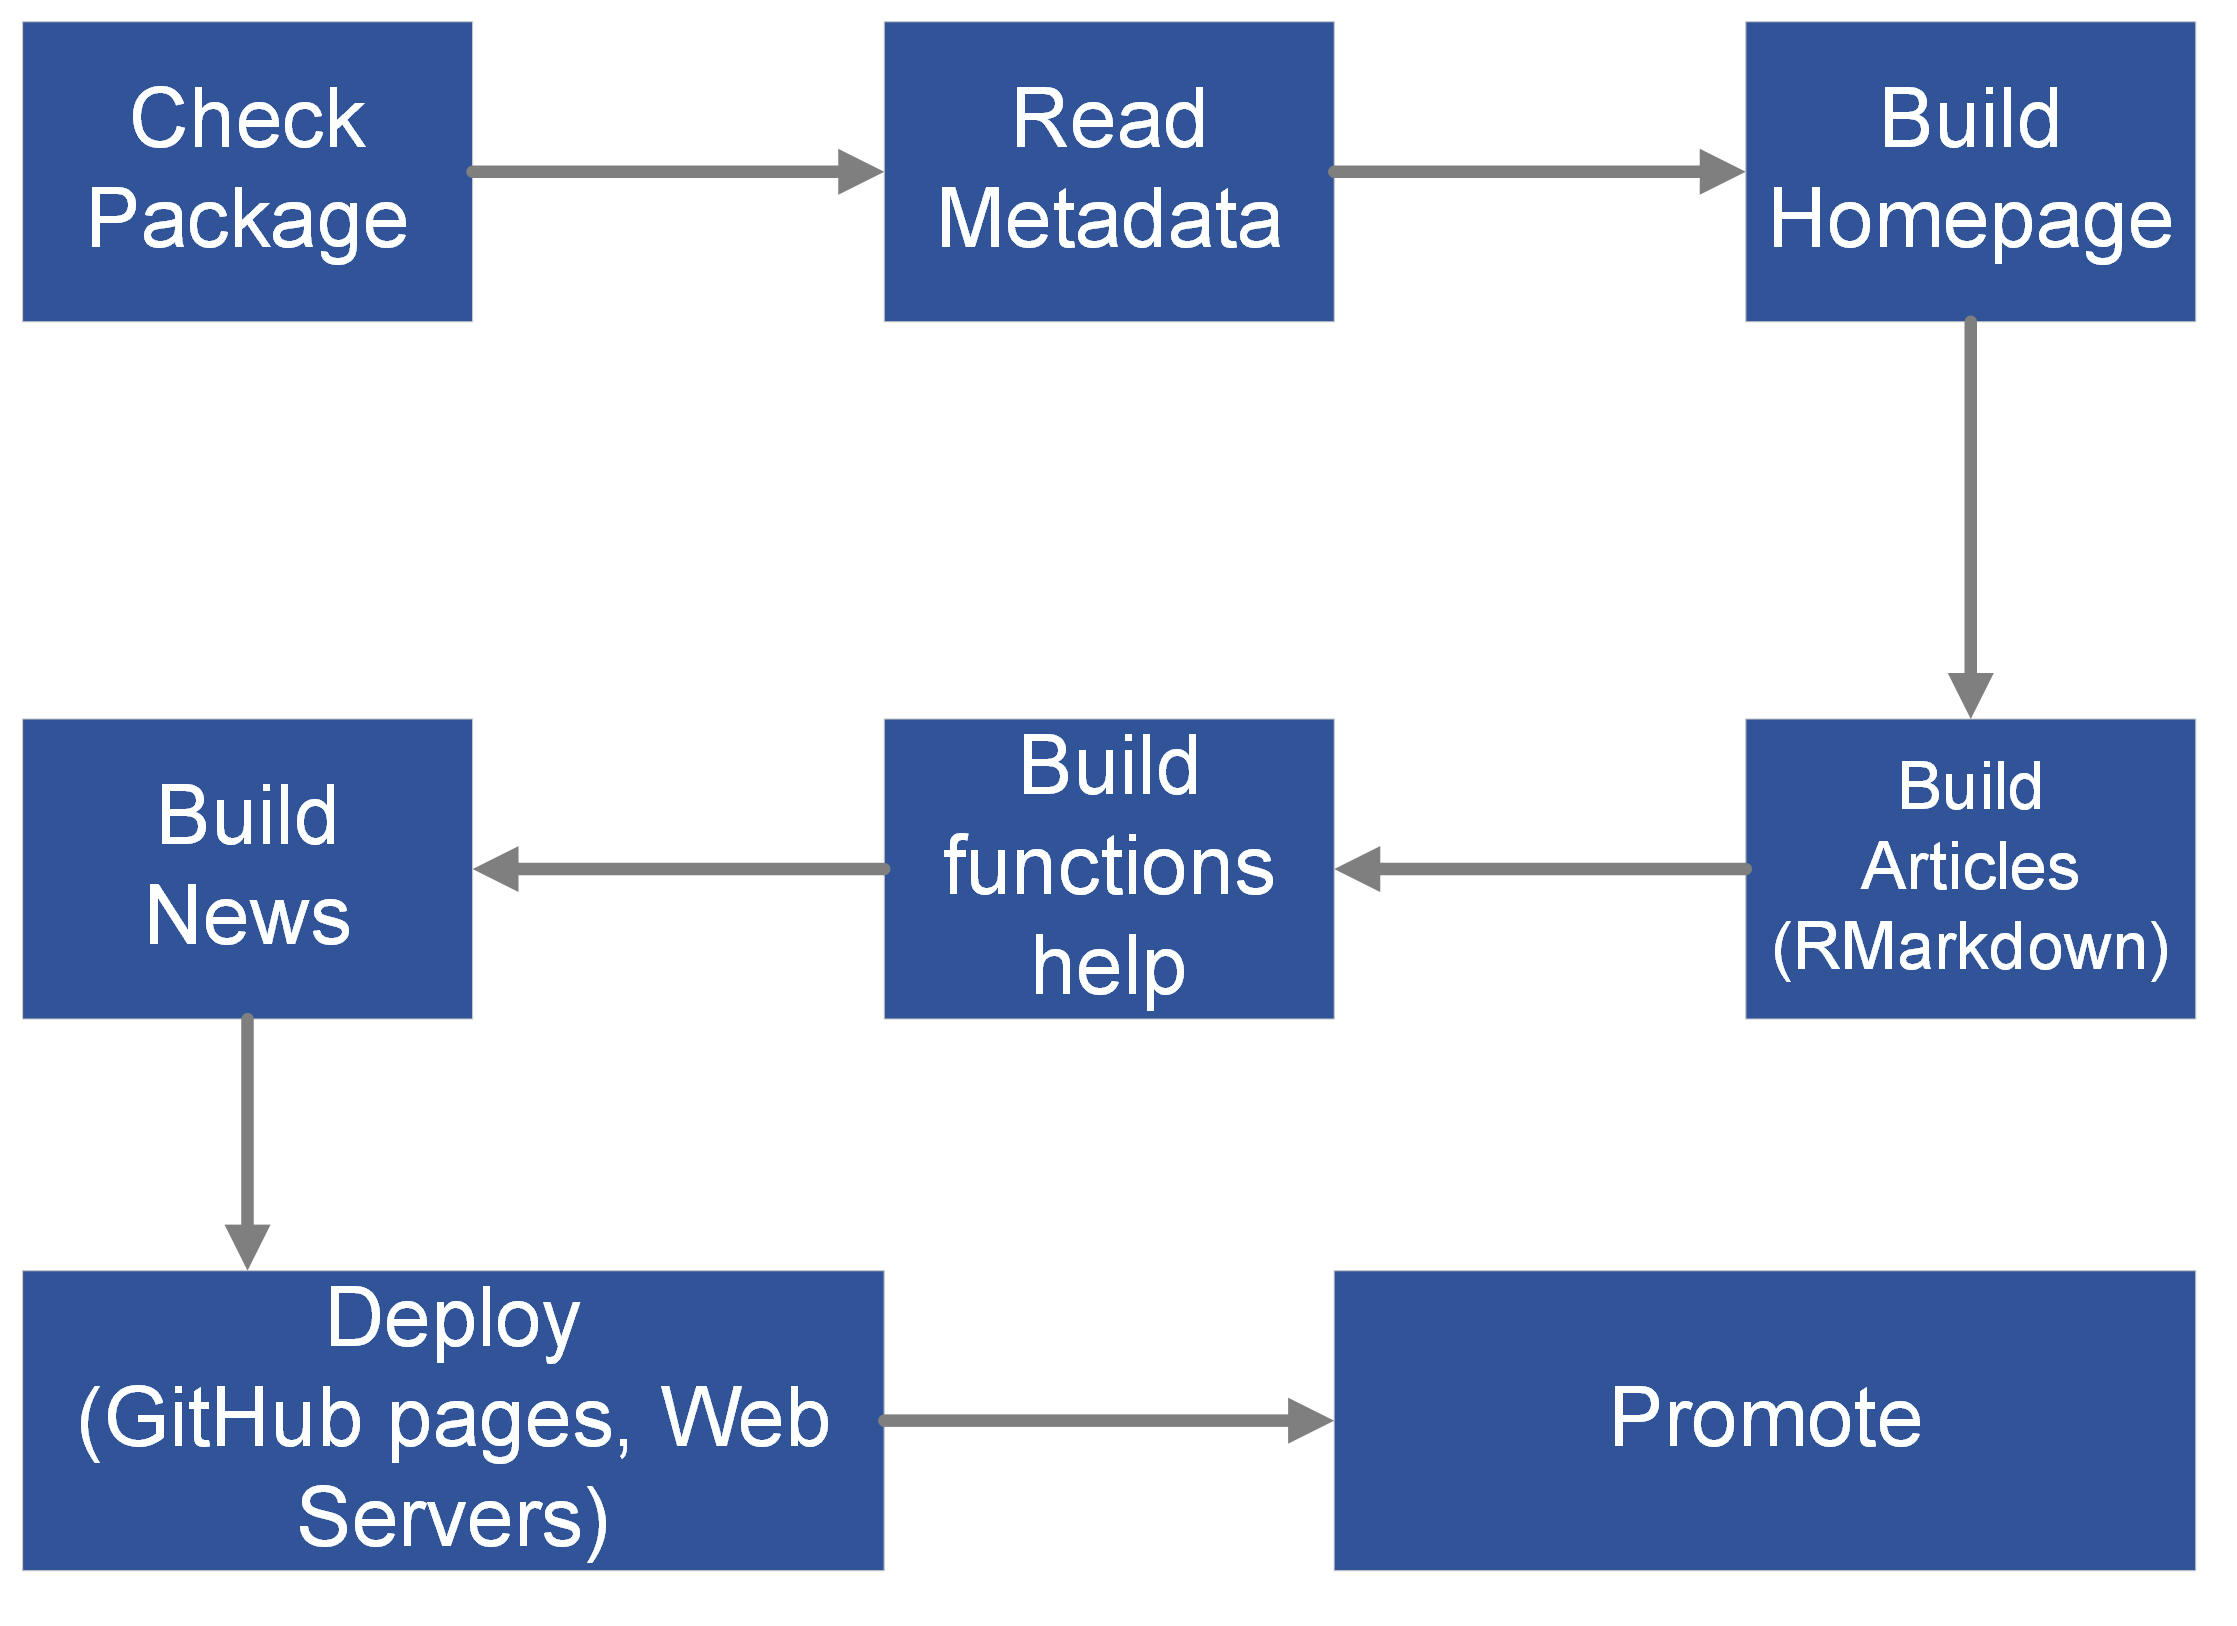 Check
Package
Read
Metadata
Build
Homepage
Build
Articles
(RMarkdown)
Build
functions
help
Build
News
Deploy
(GitHub pages, Web
Servers)
Promote